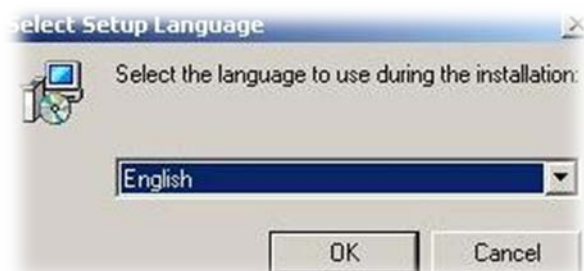 Select Setup Language
Select the language to use during the installation:
English
OK
Cancel